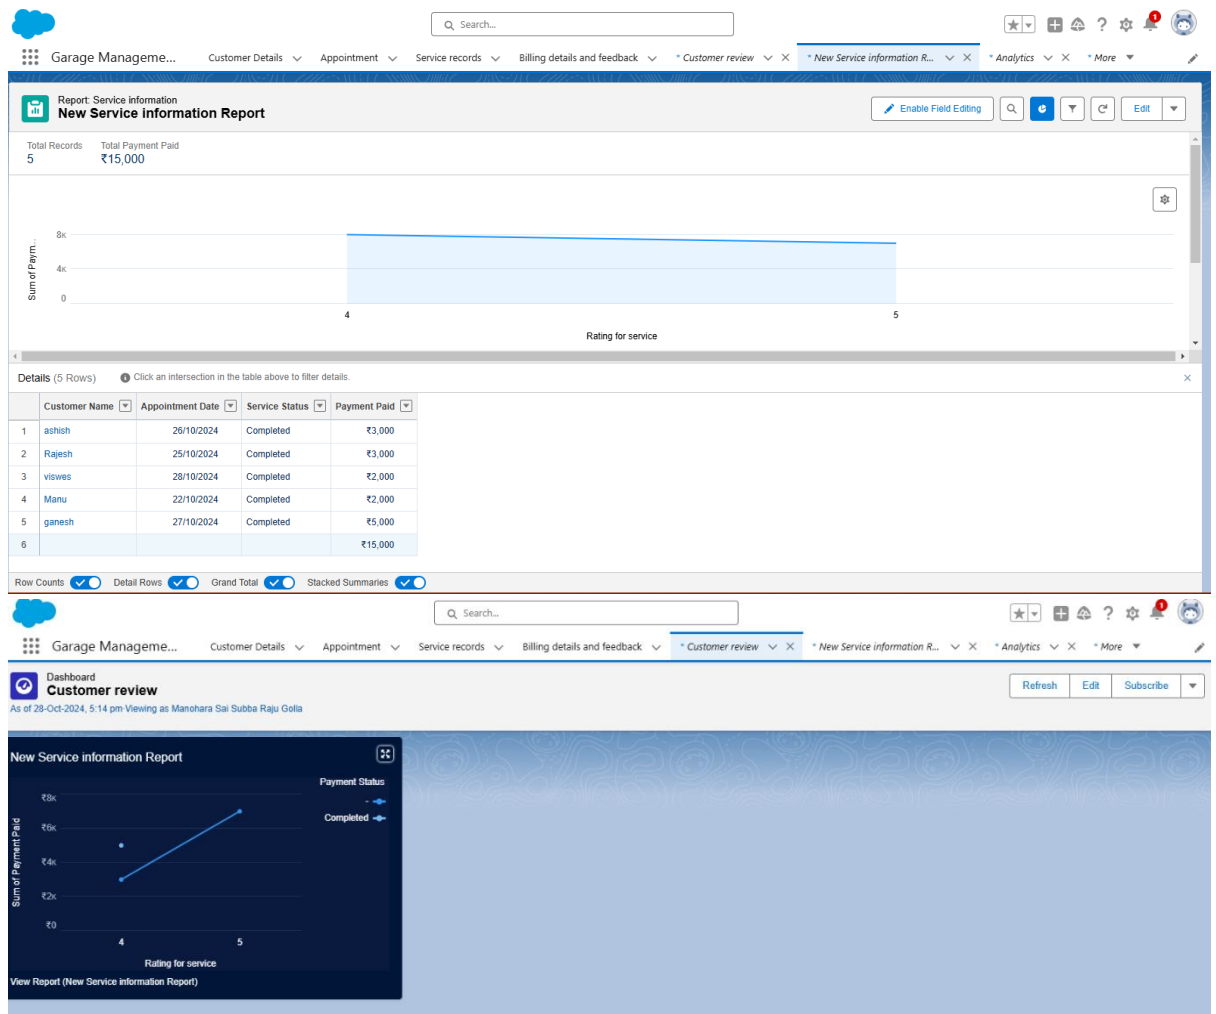 Search...
1
Garage Manageme... Customer Details Appointment Service records Billing details and feedback * Customer review * New Service information R... * Analytics * More
Report: Service information
New Service information Report
Enable Field Editing Edit
Total Records Total Payment Paid
5 ₹15,000
8K
4K
0
Sum of Paym...
4 5
Rating for service
Details (5 Rows) Click an intersection in the table above to filter details.
Customer Name Appointment Date Service Status Payment Paid
1 ashish 26/10/2024 Completed ₹3,000
2 Rajesh 25/10/2024 Completed ₹3,000
3 viswes 28/10/2024 Completed ₹2,000
4 Manu 22/10/2024 Completed ₹2,000
5 ganesh 27/10/2024 Completed ₹5,000
6 ₹15,000
Row Counts Detail Rows Grand Total Stacked Summaries
Search...
1
Garage Manageme... Customer Details Appointment Service records Billing details and feedback * Customer review * New Service information R... * Analytics * More
Dashboard
Customer review
Refresh Edit Subscribe
As of 28-Oct-2024, 5:14 pm·Viewing as Manohara Sai Subba Raju Golla
New Service information Report
Payment Status
-
Completed
₹8K
₹6K
₹4K
₹2K
₹0
Sum of Payment Paid
4 5
Rating for service
View Report (New Service information Report)